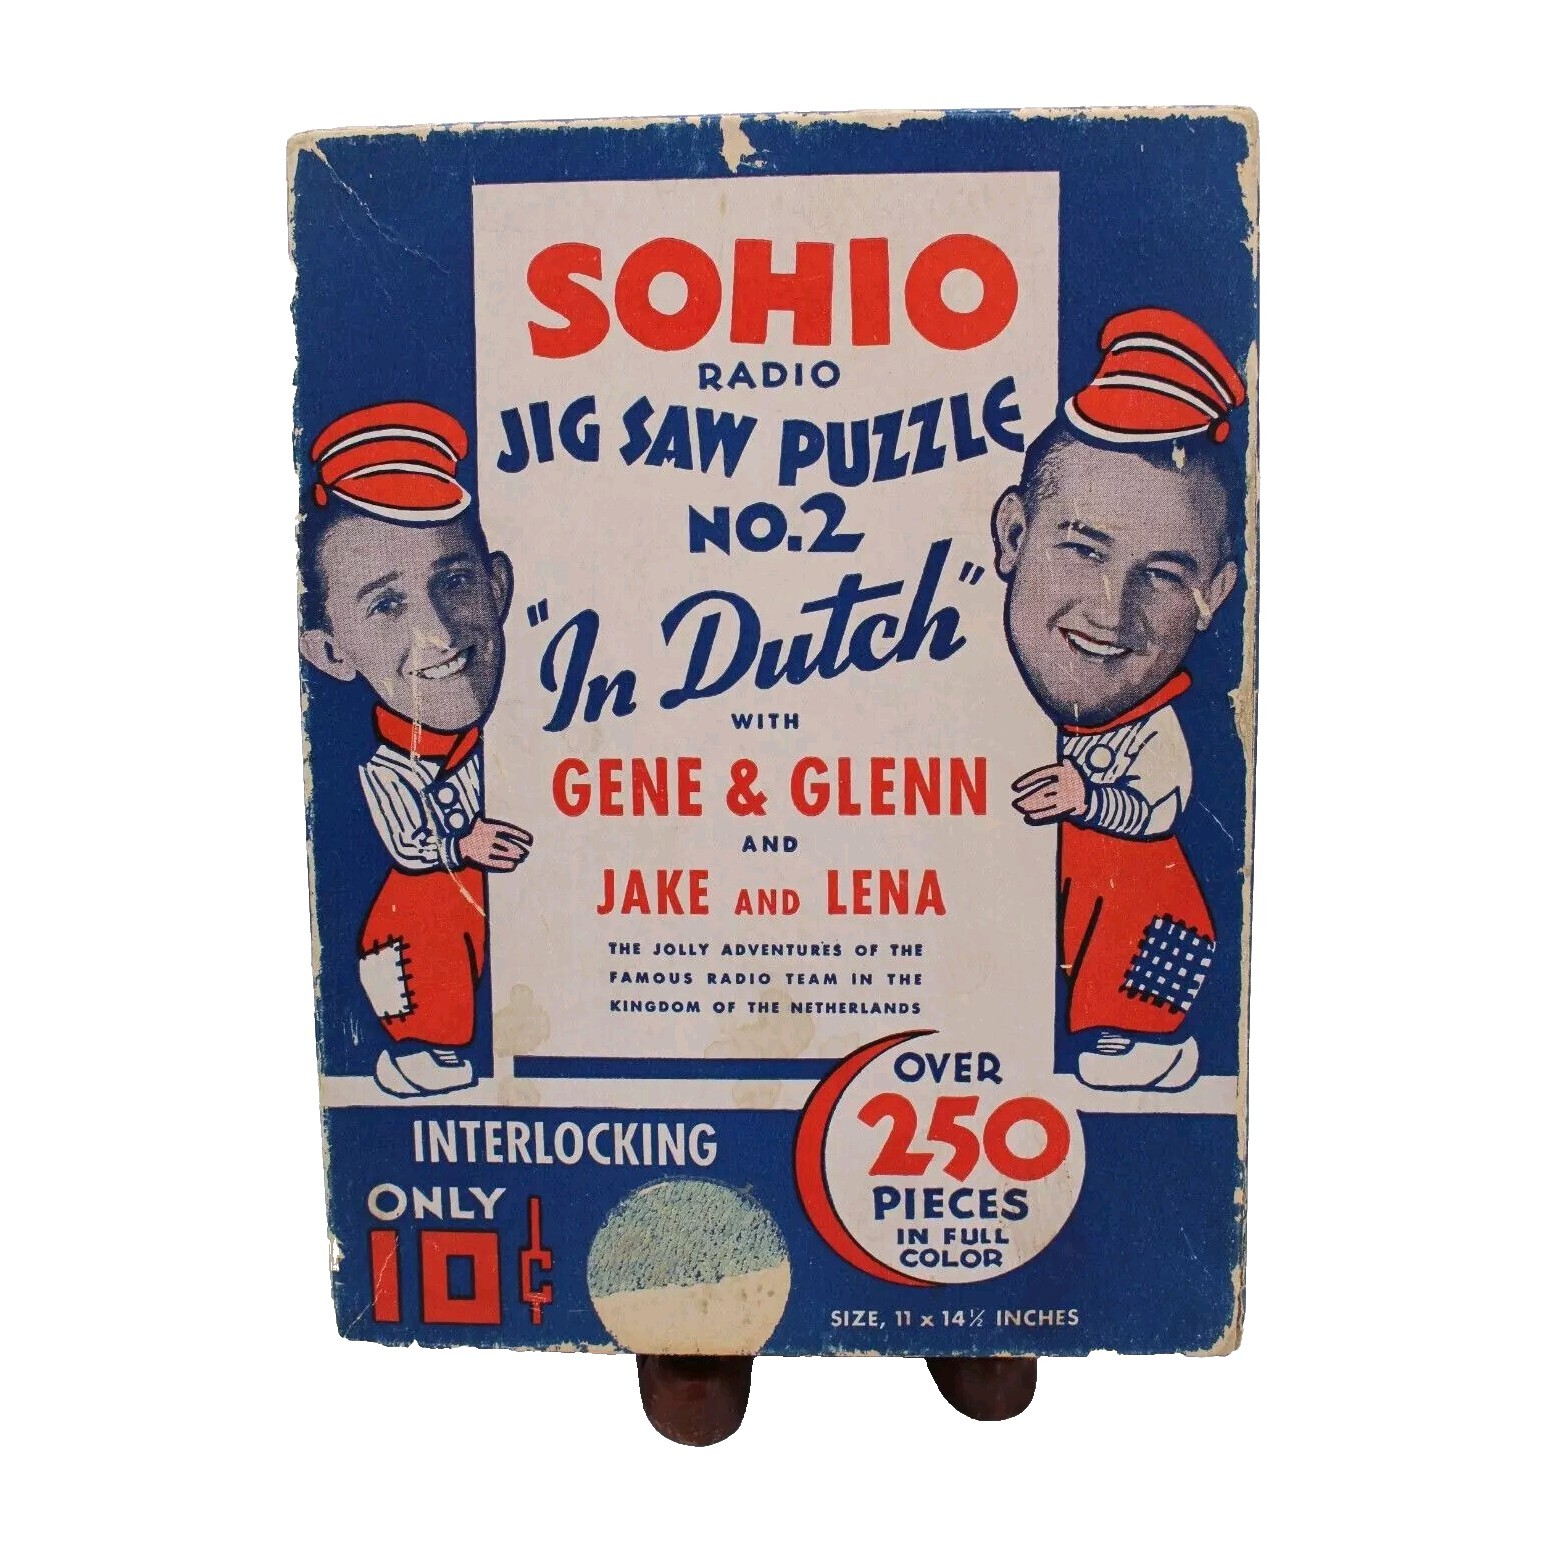 SOHIO
RADIO
JIG SAW PUZZLE
NO.2
"In Dutch"
WITH
GENE & GLENN
AND
JAKE AND LENA
THE JOLLY ADVENTURES OF THE
FAMOUS RADIO TEAM IN THE
KINGDOM OF THE NETHERLANDS
INTERLOCKING
ONLY
10¢
OVER
250
PIECES
IN FULL
COLOR
SIZE, 11 x 14½ INCHES